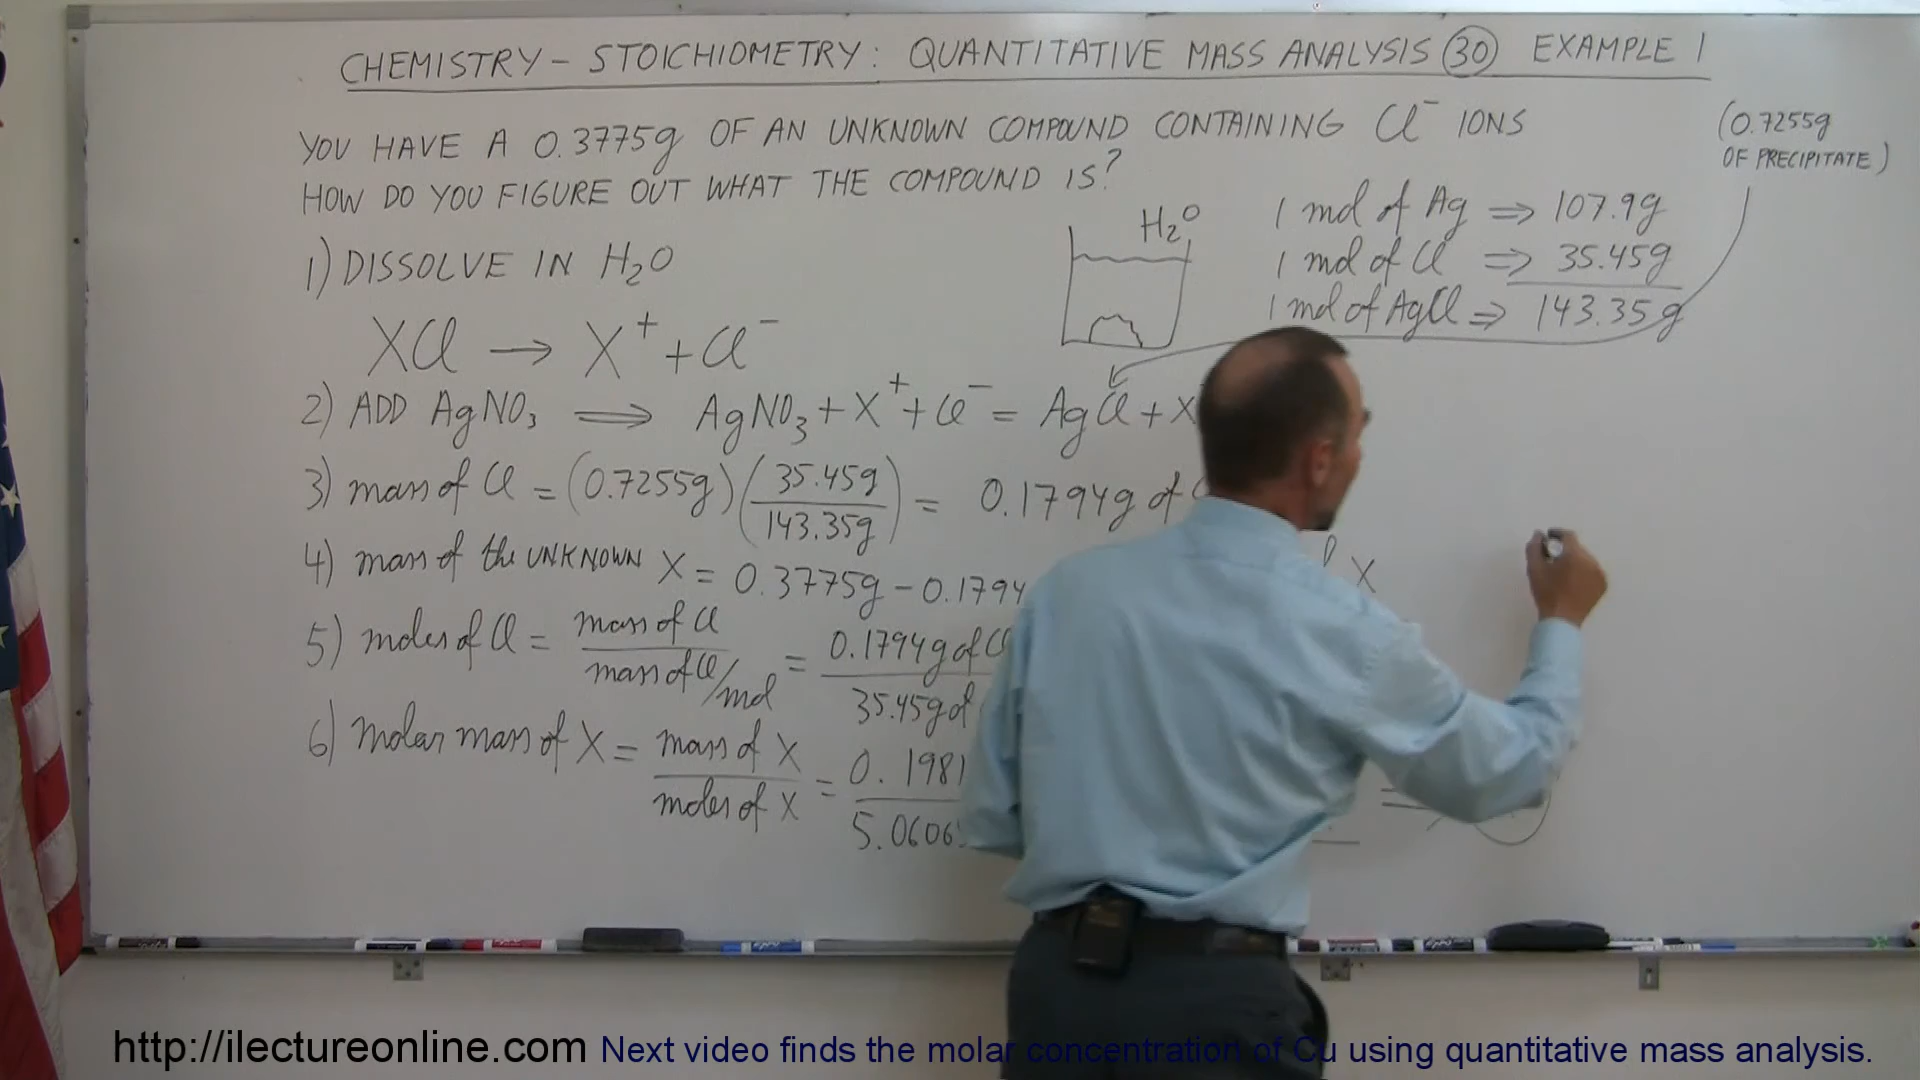 CHEMISTRY - STOICHIOMETRY: QUANTITATIVE MASS ANALYSIS 30 EXAMPLE 1
YOU HAVE A 0.3775g OF AN UNKNOWN COMPOUND CONTAINING Cl⁻ IONS
HOW DO YOU FIGURE OUT WHAT THE COMPOUND IS?
(0.7255g
OF PRECIPITATE)
H₂O
1 mol of Ag ⇒ 107.9g
1 mol of Cl ⇒ 35.45g
1 mol of AgCl ⇒ 143.35g
1) DISSOLVE IN H₂O
XCl → X⁺ + Cl⁻
2) ADD AgNO₃ ⇒ AgNO₃ + X⁺ + Cl⁻ = AgCl + X
3) mass of Cl = (0.7255g) (35.45g / 143.35g) = 0.1794g of
4) mass of the UNKNOWN X = 0.3775g - 0.1794 X
5) moles of Cl = mass of Cl / mass of Cl/mol = 0.1794g of Cl / 35.45g of
6) molar mass of X = mass of X / moles of X = 0.1981 / 5.0606
http://ilectureonline.com Next video finds the molar concentration of Cu using quantitative mass analysis.